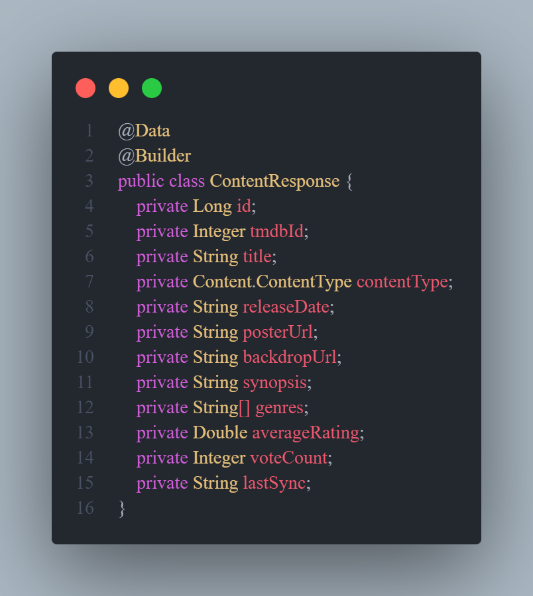 1 @Data
2 @Builder
3 public class ContentResponse {
4 private Long id;
5 private Integer tmdbId;
6 private String title;
7 private Content.ContentType contentType;
8 private String releaseDate;
9 private String posterUrl;
10 private String backdropUrl;
11 private String synopsis;
12 private String[] genres;
13 private Double averageRating;
14 private Integer voteCount;
15 private String lastSync;
16 }